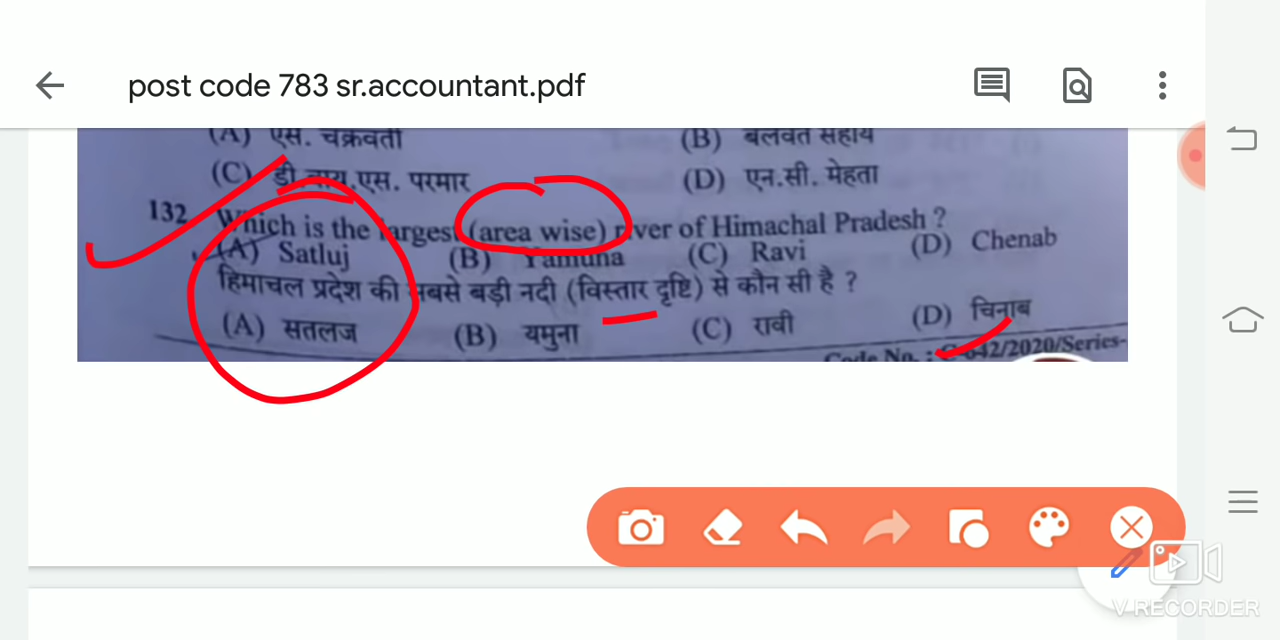 post code 783 sr.accountant.pdf
(A) एस. चक्रवर्ती (B) बलवंत सहाय
(C) डी.वाय.एस. परमार (D) एन.सी. मेहता
132 Which is the largest (area wise) river of Himachal Pradesh ?
(A) Satluj (B) Yamuna (C) Ravi (D) Chenab
हिमाचल प्रदेश की सबसे बड़ी नदी (विस्तार दृष्टि) से कौन सी है ?
(A) सतलज (B) यमुना (C) रावी (D) चिनाब
Code No. : C-642/2020/Series-
V RECORDER